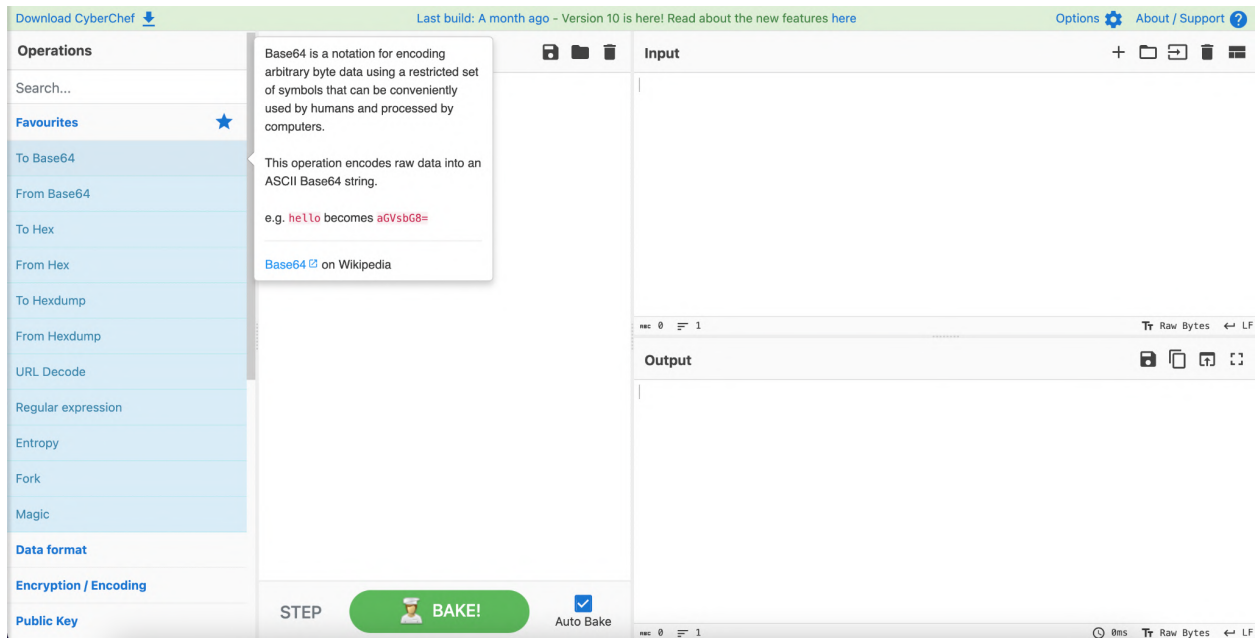 Download CyberChef
Last build: A month ago - Version 10 is here! Read about the new features here
Options
About / Support
Operations
Search...
Favourites
To Base64
From Base64
To Hex
From Hex
To Hexdump
From Hexdump
URL Decode
Regular expression
Entropy
Fork
Magic
Data format
Encryption / Encoding
Public Key
Base64 is a notation for encoding
arbitrary byte data using a restricted set
of symbols that can be conveniently
used by humans and processed by
computers.
This operation encodes raw data into an
ASCII Base64 string.
e.g. hello becomes aGVsbG8=
Base64 on Wikipedia
STEP
BAKE!
Auto Bake
Input
0 1
Tт Raw Bytes LF
Output
0 1
0ms Tт Raw Bytes LF